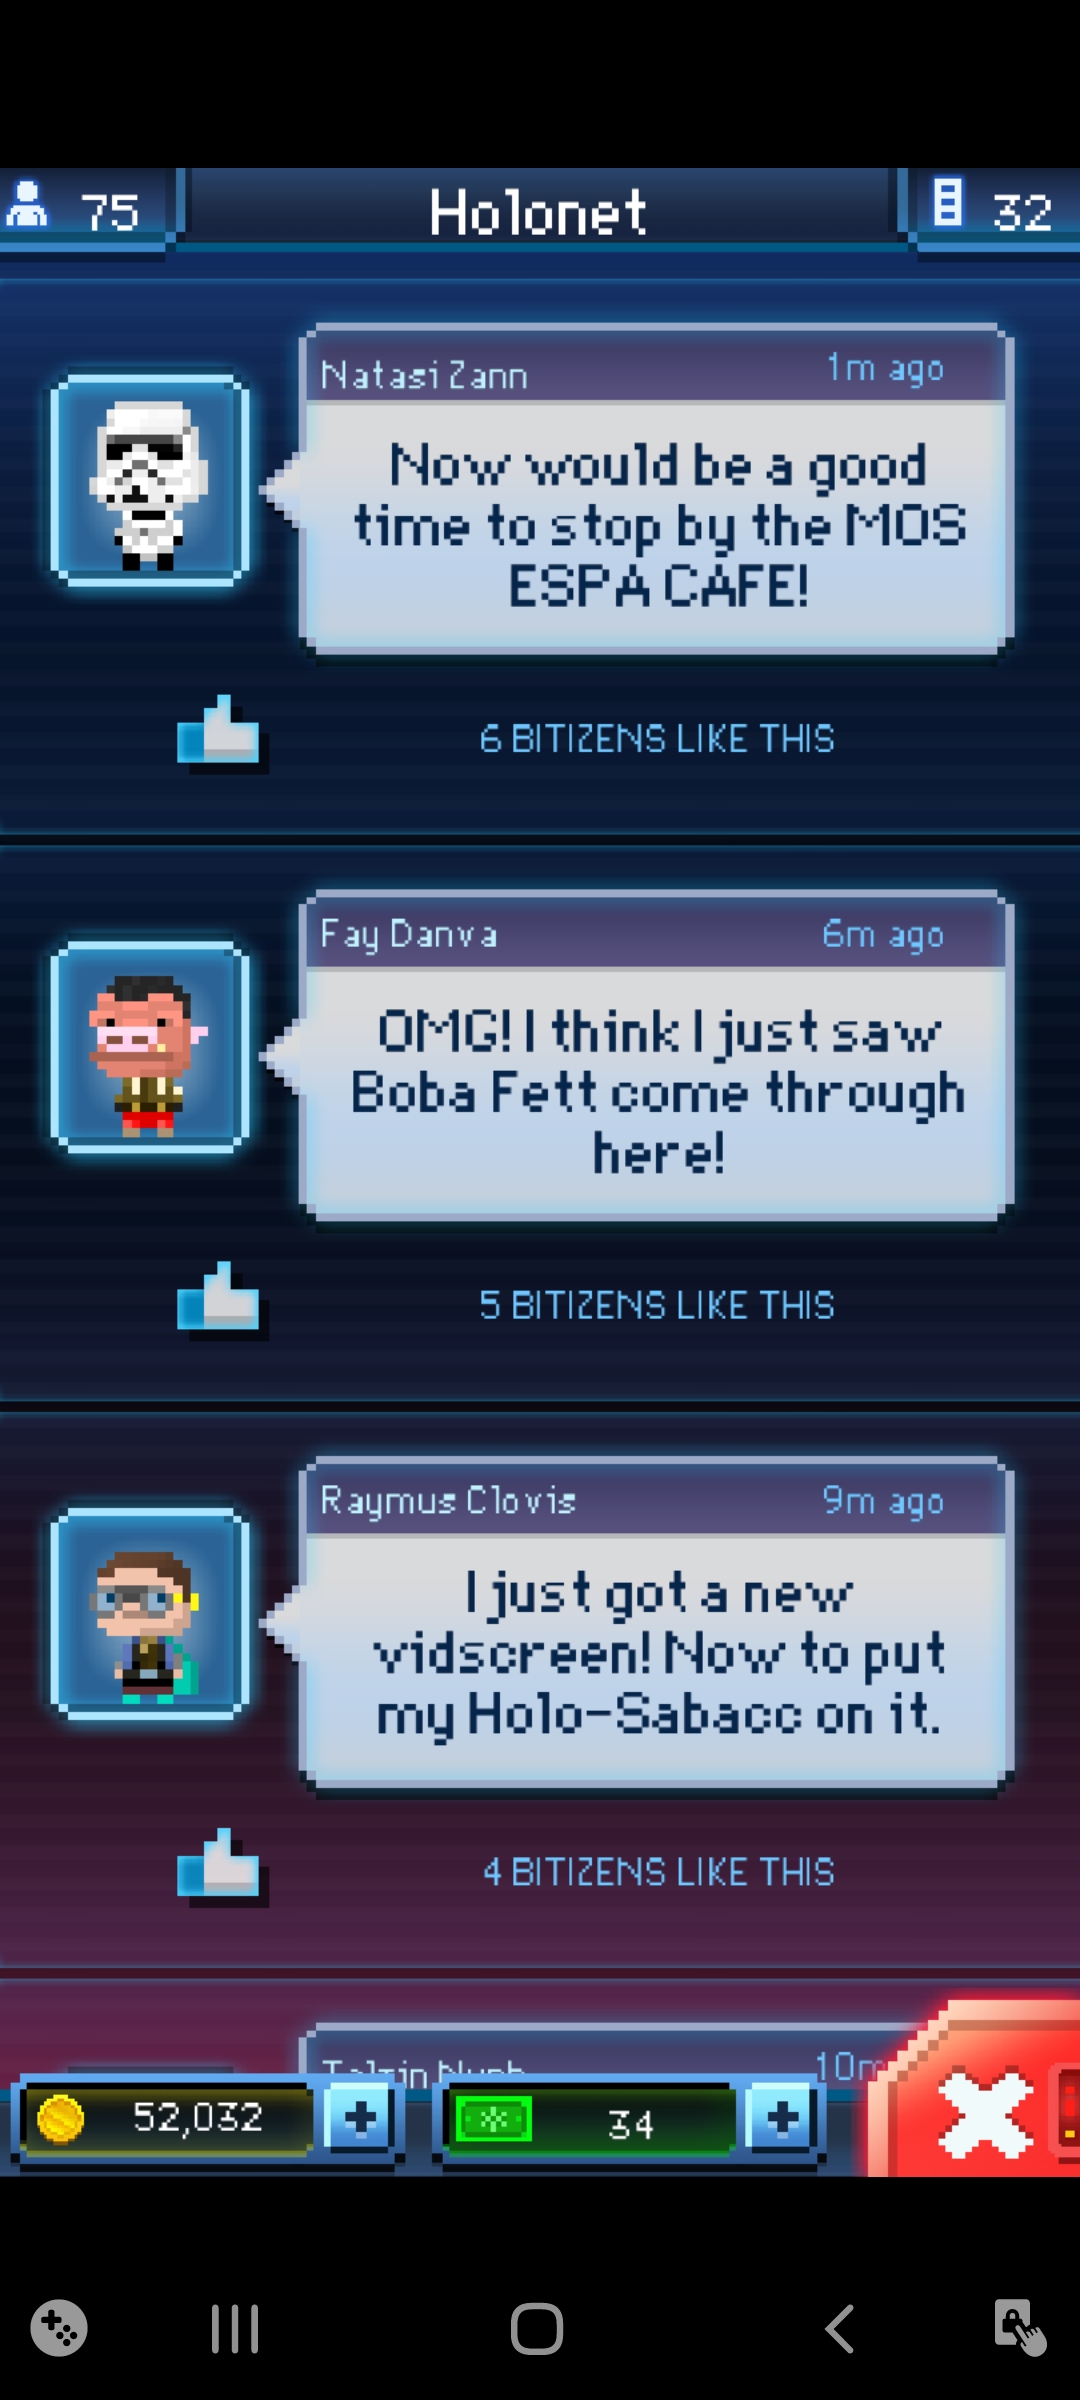 75
Holonet
32
Natasi Zann
1m ago
Now would be a good
time to stop by the MOS
ESPA CAFE!
6 BITIZENS LIKE THIS
Fay Danva
6m ago
OMG! I think I just saw
Boba Fett come through
here!
5 BITIZENS LIKE THIS
Raymus Clovis
9m ago
I just got a new
vidscreen! Now to put
my Holo-Sabacc on it.
4 BITIZENS LIKE THIS
10m
52,032
34